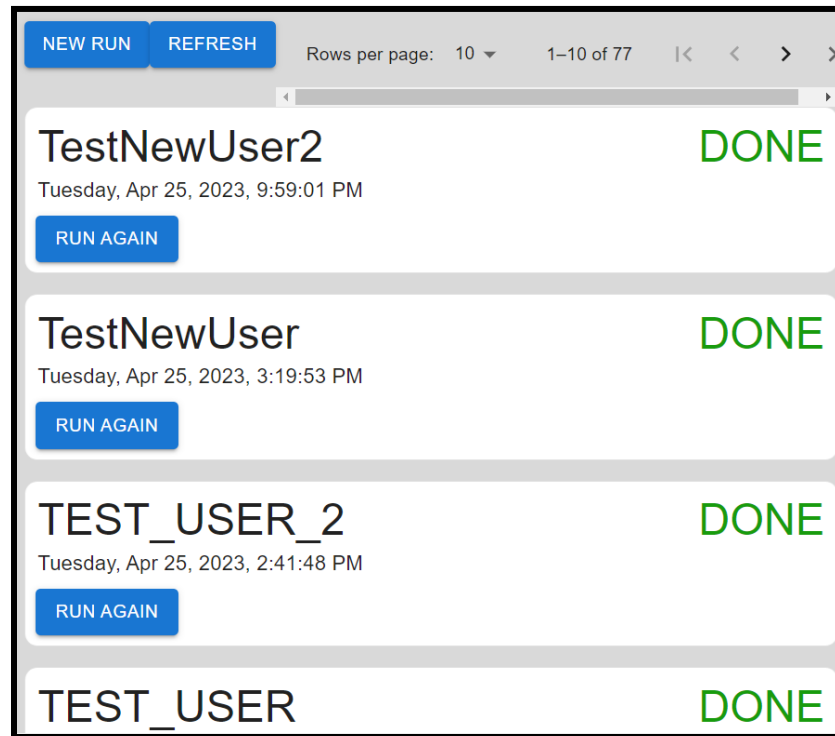 NEW RUN REFRESH Rows per page: 10 1–10 of 77
TestNewUser2 DONE
Tuesday, Apr 25, 2023, 9:59:01 PM
RUN AGAIN
TestNewUser DONE
Tuesday, Apr 25, 2023, 3:19:53 PM
RUN AGAIN
TEST_USER_2 DONE
Tuesday, Apr 25, 2023, 2:41:48 PM
RUN AGAIN
TEST_USER DONE